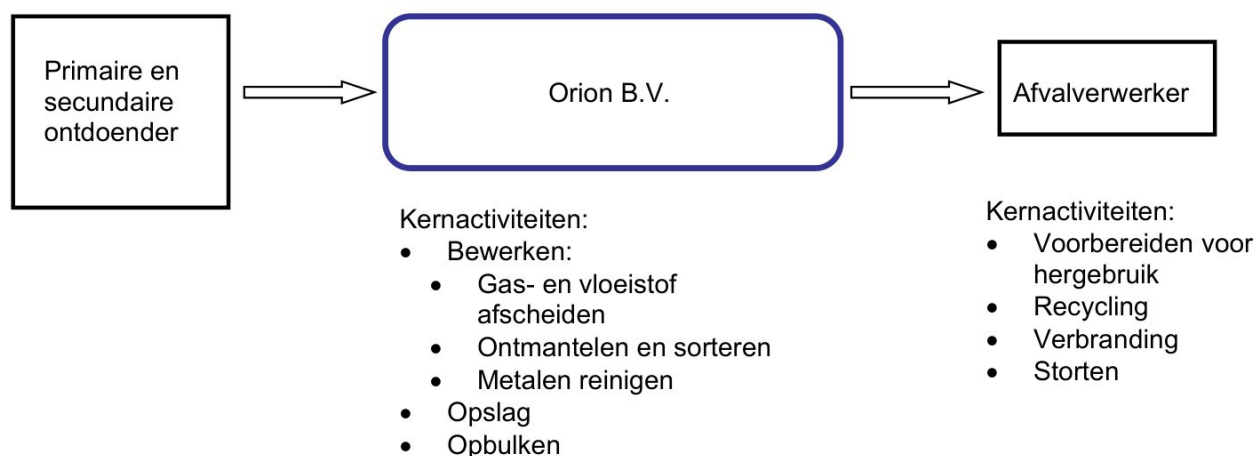 Primaire en
secundaire
ontdoender
Orion B.V.
Afvalverwerker
Kernactiviteiten:
• Bewerken:
• Gas- en vloeistof
afscheiden
• Ontmantelen en sorteren
• Metalen reinigen
• Opslag
• Opbulken
Kernactiviteiten:
• Voorbereiden voor
hergebruik
• Recycling
• Verbranding
• Storten